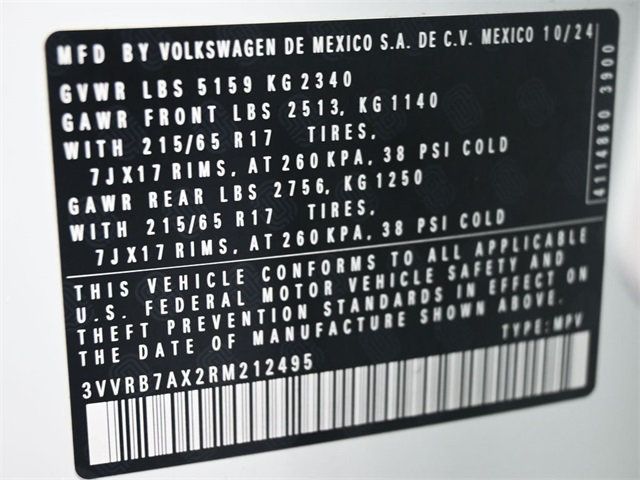 MFD BY VOLKSWAGEN DE MEXICO S.A. DE C.V. MEXICO 10/24
GVWR LBS 5159 KG 2340
GAWR FRONT LBS 2513, KG 1140
WITH 215/65 R17 TIRES,
7JX17 RIMS, AT 260 KPA, 38 PSI COLD
GAWR REAR LBS 2756, KG 1250
WITH 215/65 R17 TIRES,
7JX17 RIMS, AT 260 KPA, 38 PSI COLD
THIS VEHICLE CONFORMS TO ALL APPLICABLE
U.S. FEDERAL MOTOR VEHICLE SAFETY AND
THEFT PREVENTION STANDARDS IN EFFECT ON
THE DATE OF MANUFACTURE SHOWN ABOVE.
TYPE: MPV
3VVRB7AX2RM212495
4114860 3900